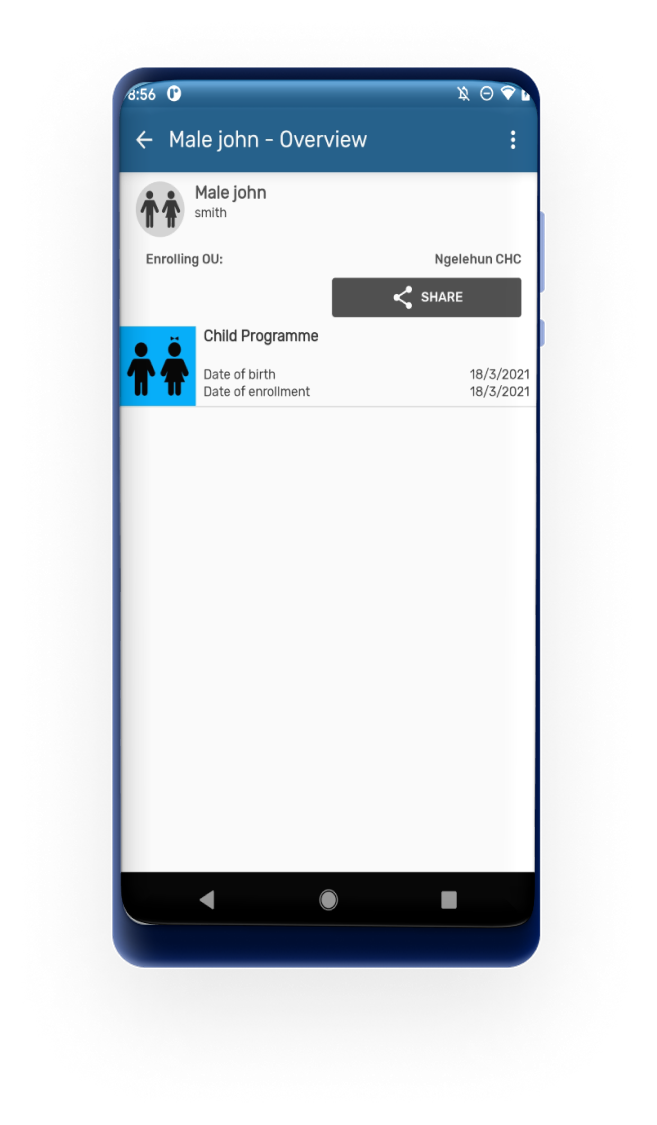 8:56
Male john - Overview
Male john
smith
Enrolling OU: Ngelehun CHC
SHARE
Child Programme
Date of birth 18/3/2021
Date of enrollment 18/3/2021